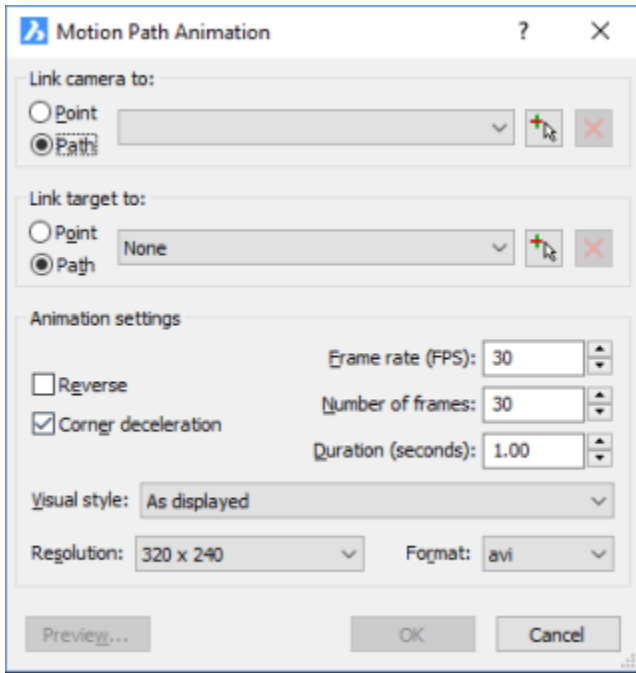 Motion Path Animation
Link camera to:
Point
Path
Link target to:
Point
None
Path
Animation settings
Frame rate (FPS): 30
Reverse
Number of frames: 30
Corner deceleration
Duration (seconds): 1.00
Visual style: As displayed
Resolution: 320 x 240 Format: avi
Preview... OK Cancel